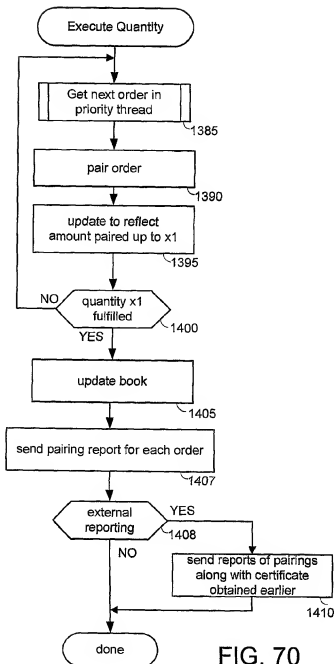 Execute Quantity
Get next order in
priority thread
1385
pair order
1390
update to reflect
amount paired up to x1
1395
NO
quantity x1
fulfilled
1400
YES
update book
1405
send pairing report for each order
1407
external
reporting
YES
1408
NO
send reports of pairings
along with certificate
obtained earlier
1410
done
FIG. 70